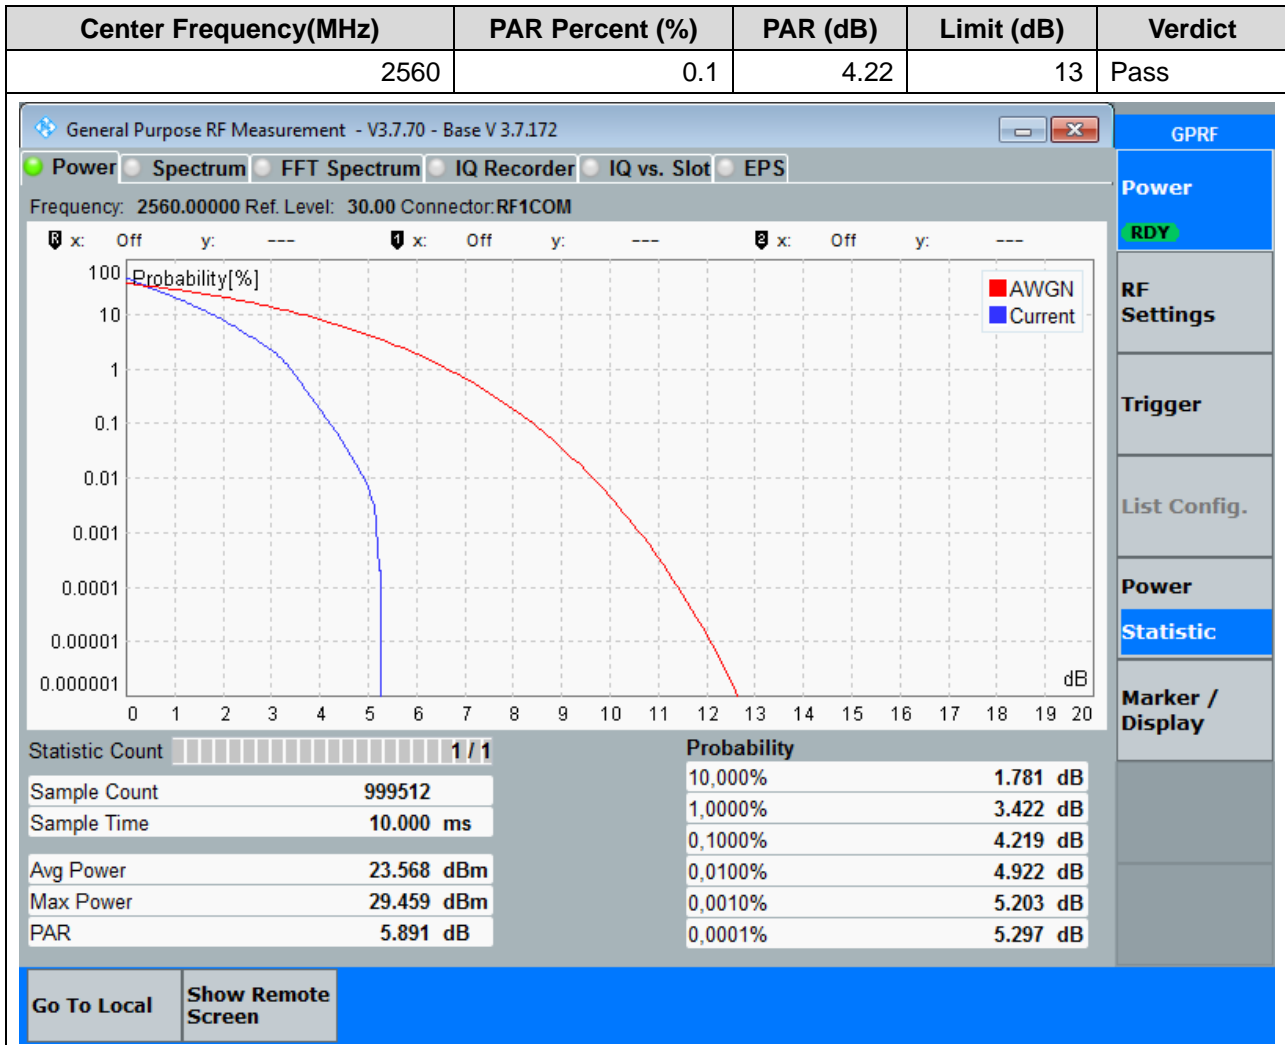 Center Frequency(MHz) PAR Percent (%) PAR (dB) Limit (dB) Verdict
2560 0.1 4.22 13 Pass
General Purpose RF Measurement - V3.7.70 - Base V 3.7.172
GPRF
Power Spectrum FFT Spectrum IQ Recorder IQ vs. Slot EPS
Frequency: 2560.00000 Ref. Level: 30.00 Connector:RF1COM
R x: Off y: --- 1 x: Off y: --- 2 x: Off y: ---
Power
RDY
RF
Settings
Trigger
List Config.
Power
Statistic
Marker /
Display
Probability[%]
AWGN
Current
100
10
1
0.1
0.01
0.001
0.0001
0.00001
0.000001
dB
0 1 2 3 4 5 6 7 8 9 10 11 12 13 14 15 16 17 18 19 20
Statistic Count 1 / 1
Sample Count 999512
Sample Time 10.000 ms
Avg Power 23.568 dBm
Max Power 29.459 dBm
PAR 5.891 dB
Probability
10,000% 1.781 dB
1,0000% 3.422 dB
0,1000% 4.219 dB
0,0100% 4.922 dB
0,0010% 5.203 dB
0,0001% 5.297 dB
Go To Local
Show Remote
Screen